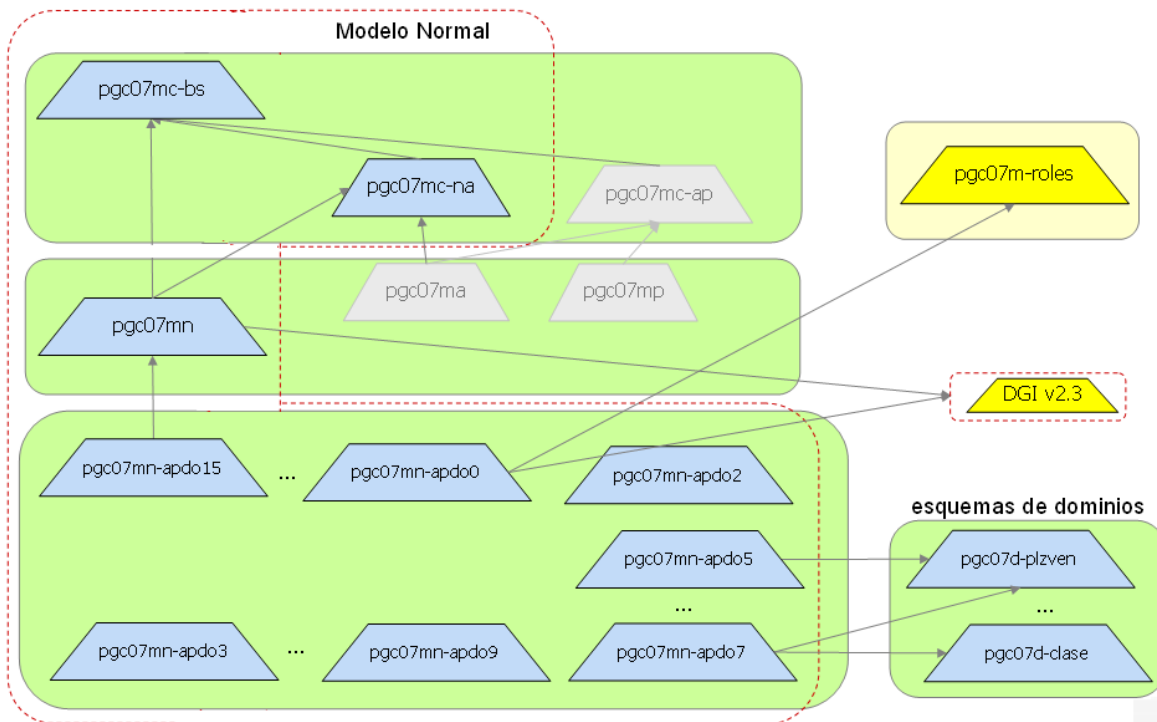 Modelo Normal
pgc07mc-bs
pgc07mc-na
pgc07mc-ap
pgc07m-roles
pgc07ma
pgc07mp
pgc07mn
DGI v2.3
pgc07mn-apdo15
...
pgc07mn-apdo0
pgc07mn-apdo2
esquemas de dominios
pgc07mn-apdo5
pgc07d-plzven
...
...
pgc07mn-apdo3
...
pgc07mn-apdo9
pgc07mn-apdo7
pgc07d-clase